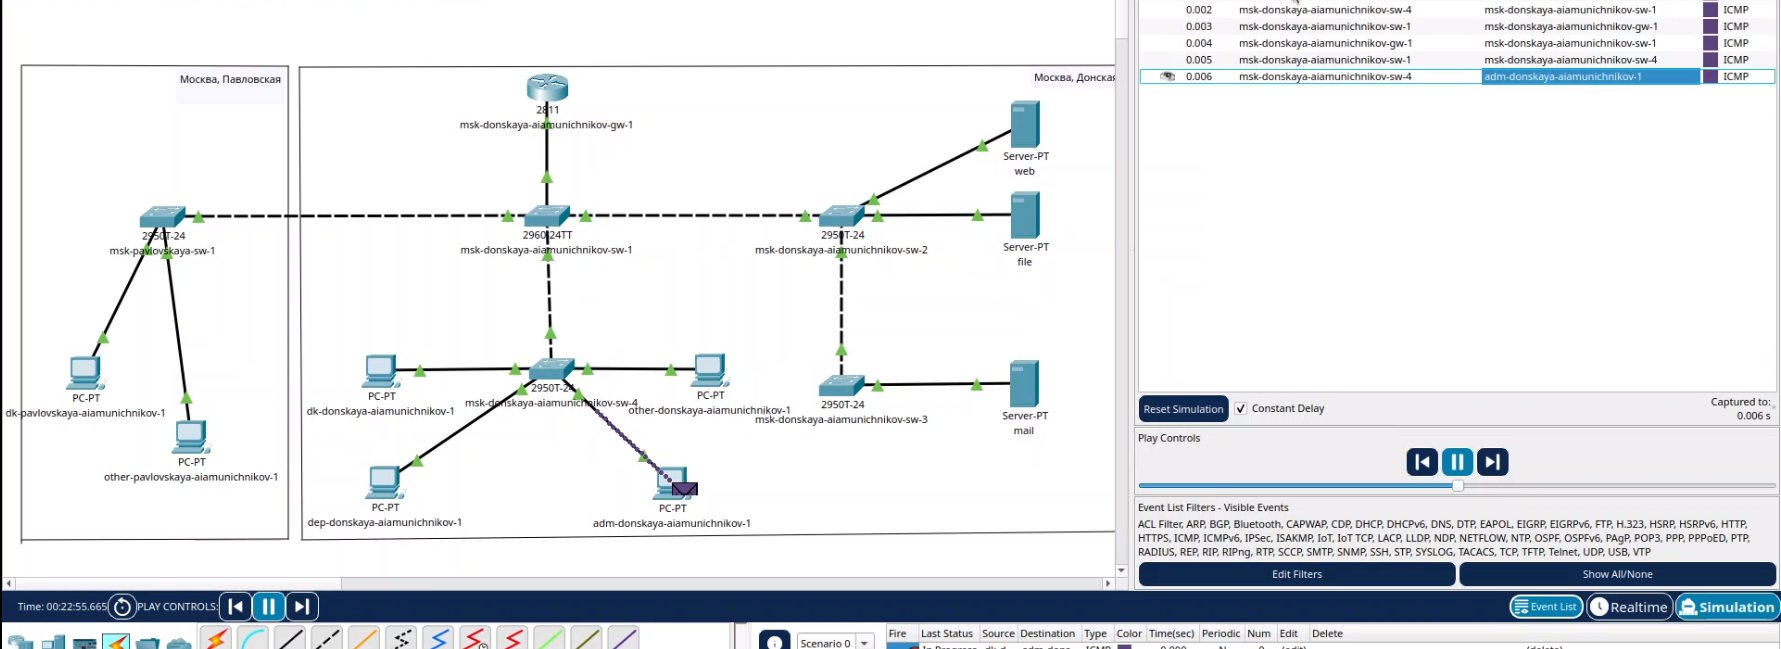 Москва, Павловская
Москва, Донская
2811
msk-donskaya-aiamunichnikov-gw-1
Server-PT
web
2950T-24
msk-pavlovskaya-sw-1
2960-24TT
msk-donskaya-aiamunichnikov-sw-1
2950T-24
msk-donskaya-aiamunichnikov-sw-2
Server-PT
file
PC-PT
dk-pavlovskaya-aiamunichnikov-1
PC-PT
dk-donskaya-aiamunichnikov-1
2950T-24
msk-donskaya-aiamunichnikov-sw-4
PC-PT
other-donskaya-aiamunichnikov-1
2950T-24
msk-donskaya-aiamunichnikov-sw-3
Server-PT
mail
PC-PT
other-pavlovskaya-aiamunichnikov-1
PC-PT
dep-donskaya-aiamunichnikov-1
PC-PT
adm-donskaya-aiamunichnikov-1
0.002 msk-donskaya-aiamunichnikov-sw-4 msk-donskaya-aiamunichnikov-sw-1 ICMP
0.003 msk-donskaya-aiamunichnikov-sw-1 msk-donskaya-aiamunichnikov-gw-1 ICMP
0.004 msk-donskaya-aiamunichnikov-gw-1 msk-donskaya-aiamunichnikov-sw-1 ICMP
0.005 msk-donskaya-aiamunichnikov-sw-1 msk-donskaya-aiamunichnikov-sw-4 ICMP
0.006 msk-donskaya-aiamunichnikov-sw-4 adm-donskaya-aiamunichnikov-1 ICMP
Reset Simulation Constant Delay Captured to:
0.006 s
Play Controls
Event List Filters - Visible Events
ACL Filter, ARP, BGP, Bluetooth, CAPWAP, CDP, DHCP, DHCPv6, DNS, DTP, EAPOL, EIGRP, EIGRPv6, FTP, H.323, HSRP, HSRPv6, HTTP,
HTTPS, ICMP, ICMPv6, IPSec, ISAKMP, IoT, IoT TCP, LACP, LLDP, NDP, NETFLOW, NTP, OSPF, OSPFv6, PAgP, POP3, PPP, PPPoED, PTP,
RADIUS, REP, RIP, RIPng, RTP, SCCP, SMTP, SNMP, SSH, STP, SYSLOG, TACACS, TCP, TFTP, Telnet, UDP, USB, VTP
Edit Filters Show All/None
Time: 00:22:55.665 PLAY CONTROLS: Event List Realtime Simulation
Scenario 0
Fire Last Status Source Destination Type Color Time(sec) Periodic Num Edit Delete
In Progress dk-d... adm-dons... ICMP 0.000 N 0 (edit) (delete)